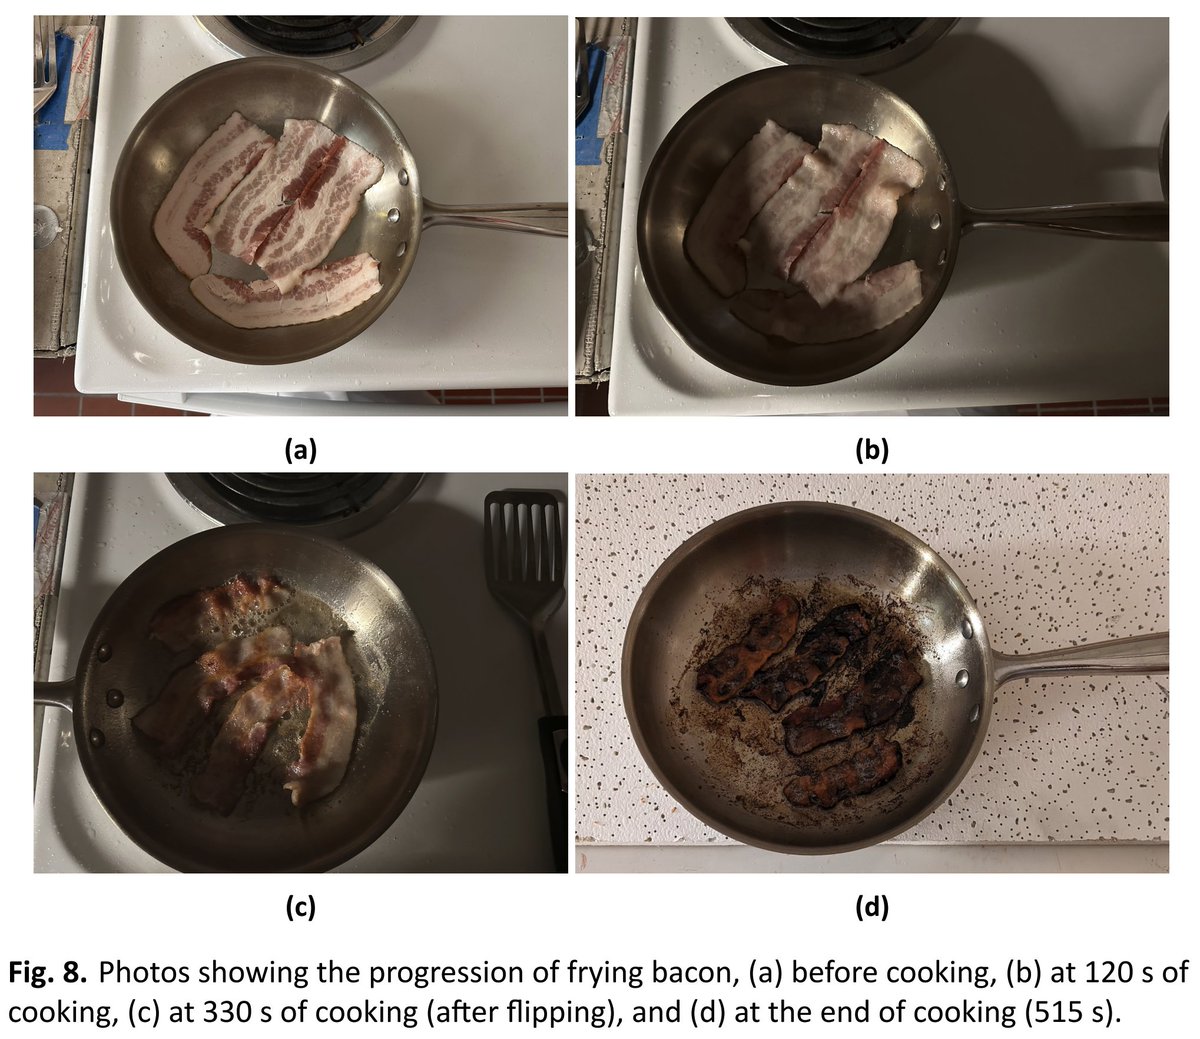 (a)
(b)
(c)
(d)
Fig. 8. Photos showing the progression of frying bacon, (a) before cooking, (b) at 120 s of
cooking, (c) at 330 s of cooking (after flipping), and (d) at the end of cooking (515 s).